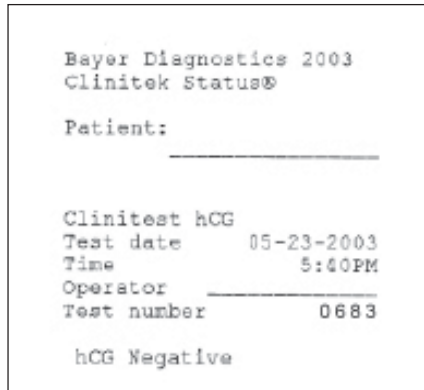 Bayer Diagnostics 2003
Clinitek Status®
Patient:
Clinitest hCG
Test date 05-23-2003
Time 5:40PM
Operator
Test number 0683
hCG Negative